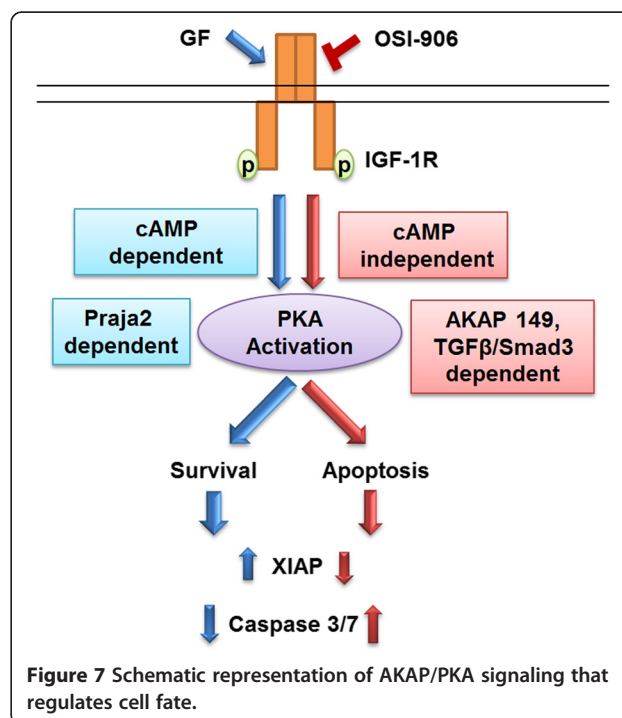 GF
OSI-906
p
p
IGF-1R
cAMP
dependent
cAMP
independent
Praja2
dependent
PKA
Activation
AKAP 149,
TGFβ/Smad3
dependent
Survival
Apoptosis
XIAP
Caspase 3/7
Figure 7 Schematic representation of AKAP/PKA signaling that
regulates cell fate.